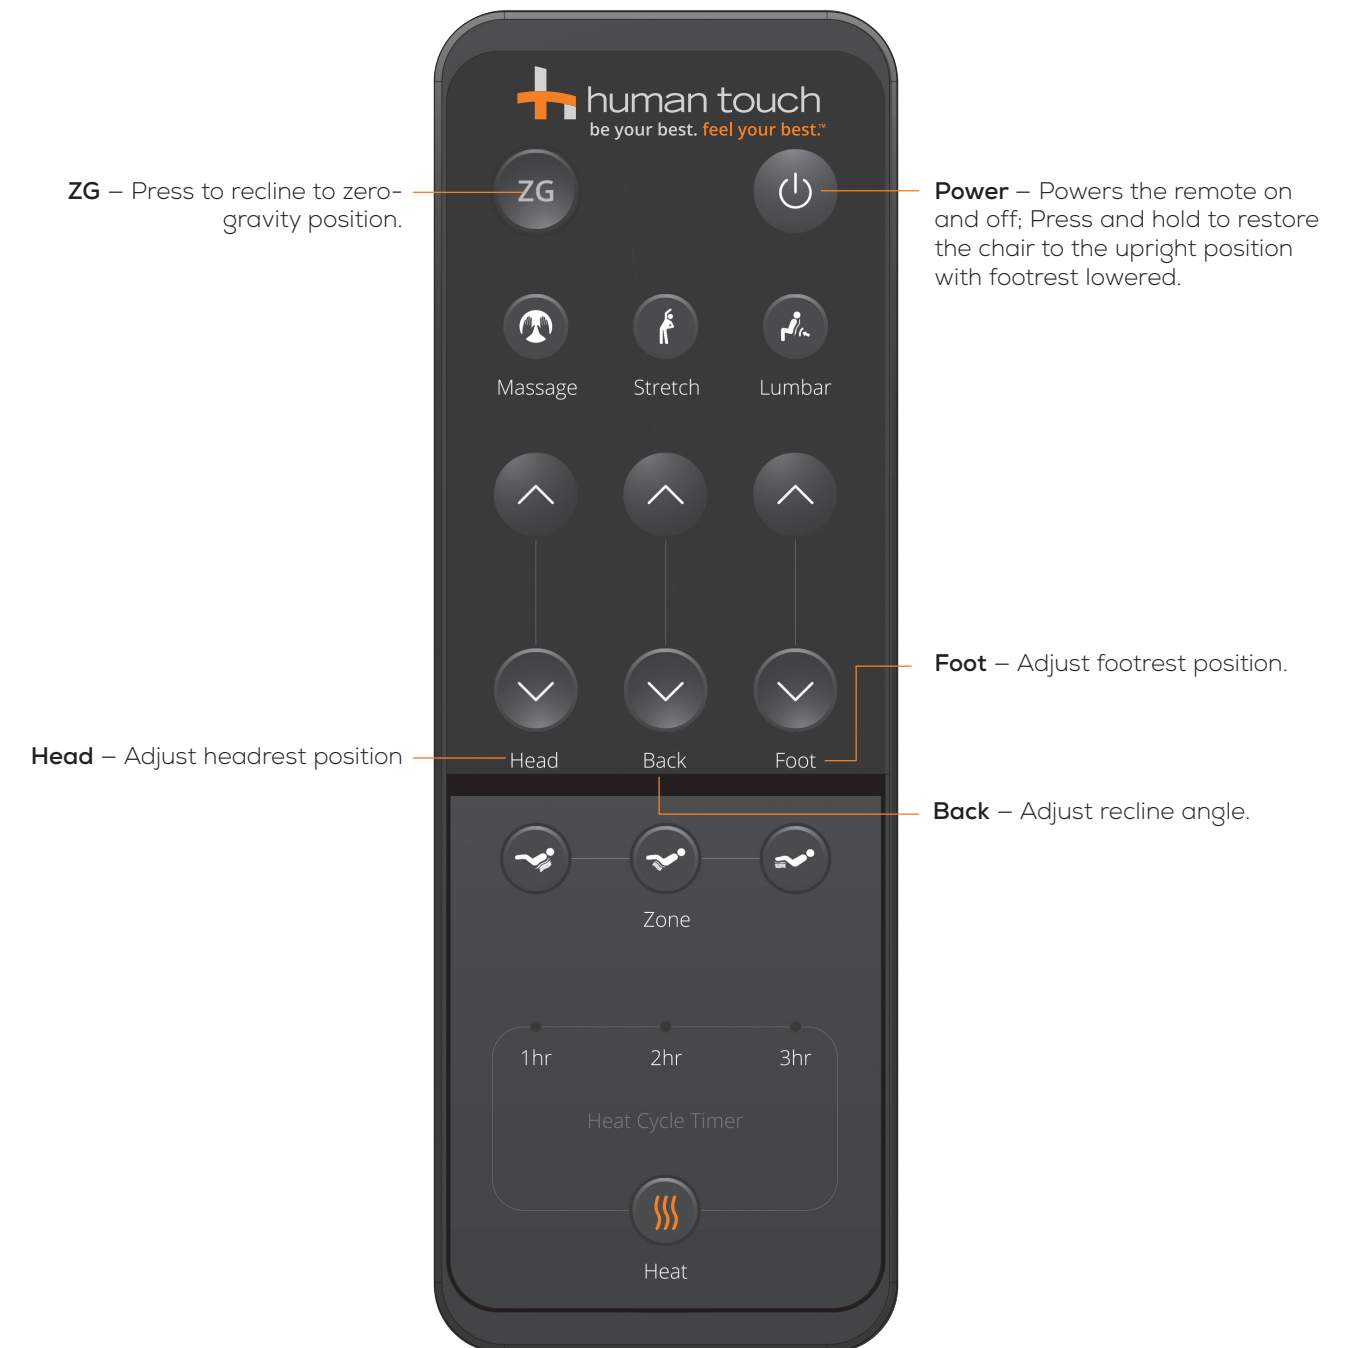 human touch
be your best. feel your best.™
ZG
ZG – Press to recline to zero-
gravity position.
Power – Powers the remote on
and off; Press and hold to restore
the chair to the upright position
with footrest lowered.
Massage
Stretch
Lumbar
Foot – Adjust footrest position.
Head – Adjust headrest position
Head
Back
Foot
Back – Adjust recline angle.
Zone
1hr
2hr
3hr
Heat Cycle Timer
Heat